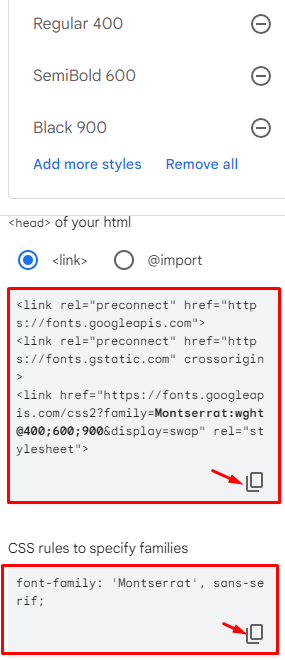 Regular 400
SemiBold 600
Black 900
Add more styles Remove all
<head> of your html
<link> @import
<link rel="preconnect" href="http
s://fonts.googleapis.com">
<link rel="preconnect" href="http
s://fonts.gstatic.com" crossorigin
>
<link href="https://fonts.googleap
is.com/css2?family=Montserrat:wght
@400;600;900&display=swap" rel="st
ylesheet">
CSS rules to specify families
font-family: 'Montserrat', sans-se
rif;